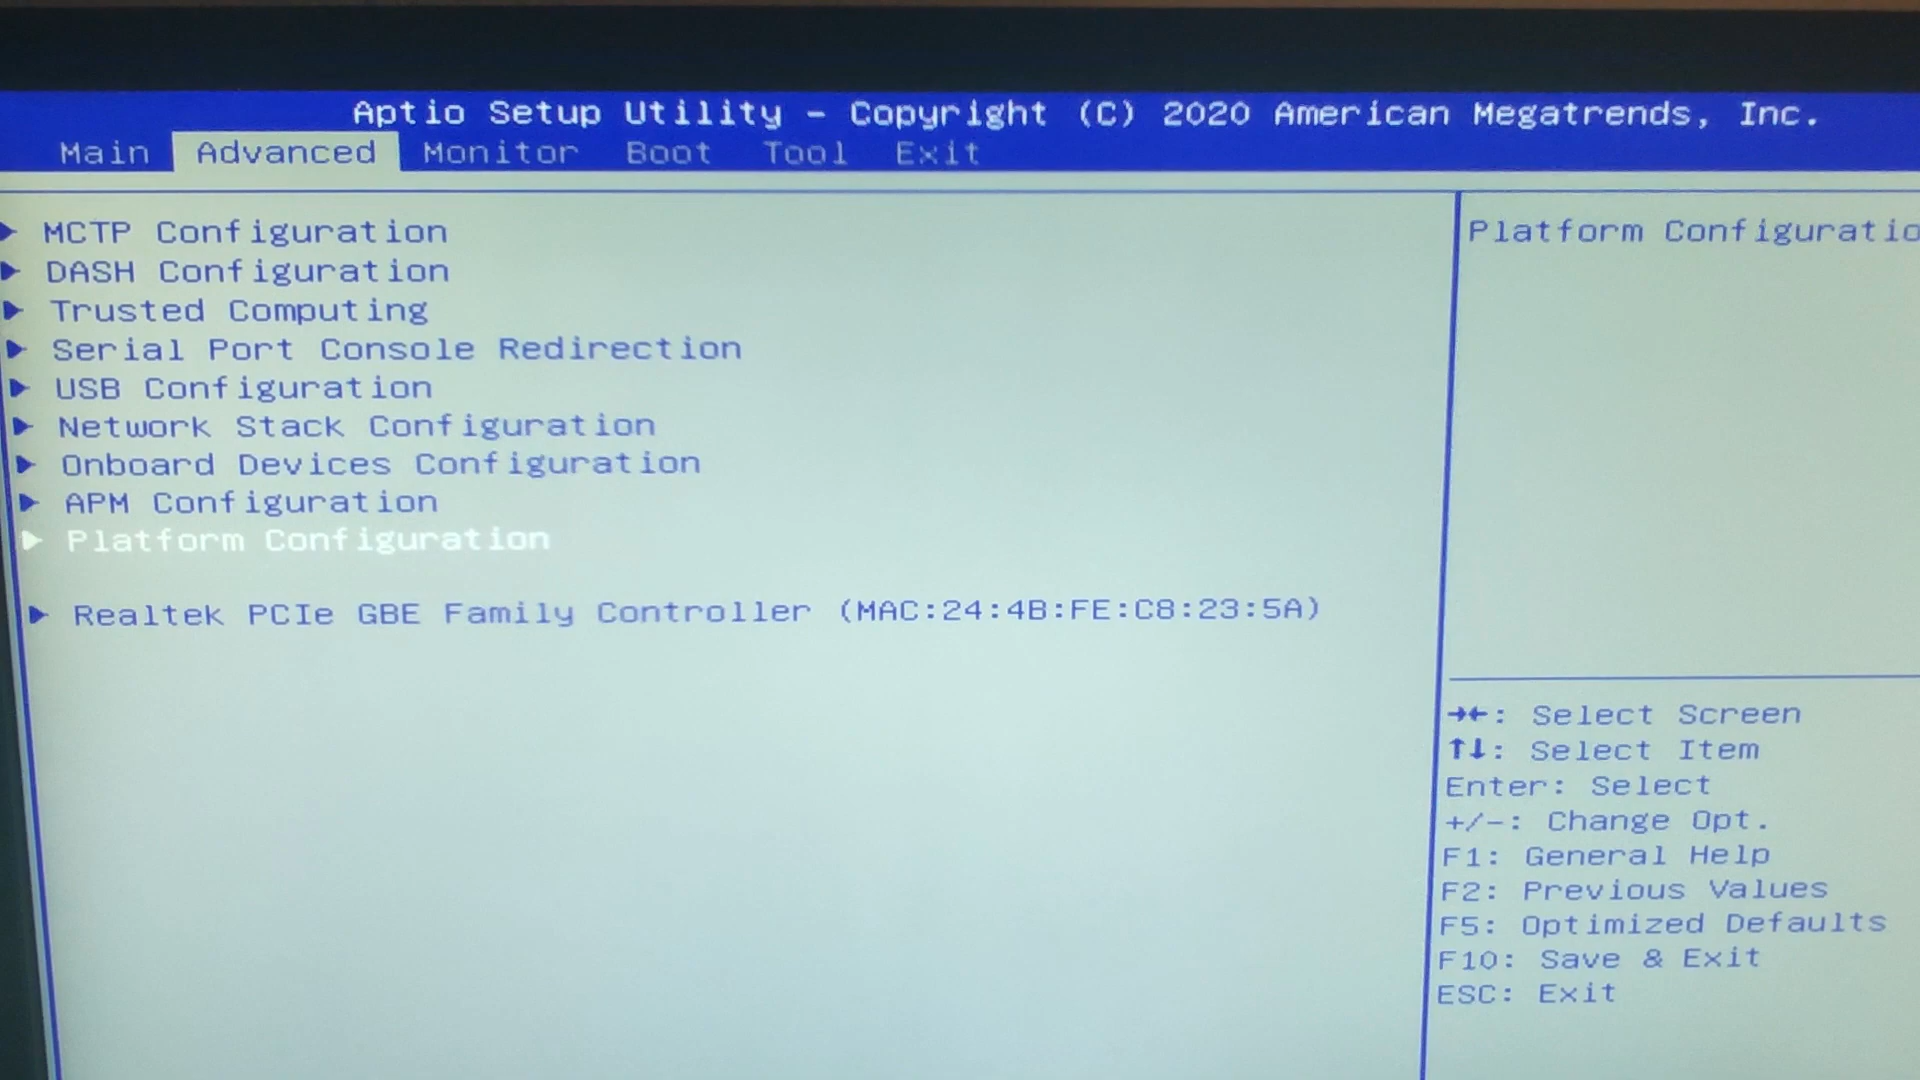 Aptio Setup Utility - Copyright (C) 2020 American Megatrends, Inc.
Main Advanced Monitor Boot Tool Exit
MCTP Configuration
DASH Configuration
Trusted Computing
Serial Port Console Redirection
USB Configuration
Network Stack Configuration
Onboard Devices Configuration
APM Configuration
Platform Configuration
Realtek PCIe GBE Family Controller (MAC:24:4B:FE:C8:23:5A)
Platform Configuratio
→←: Select Screen
↑↓: Select Item
Enter: Select
+/-: Change Opt.
F1: General Help
F2: Previous Values
F5: Optimized Defaults
F10: Save & Exit
ESC: Exit